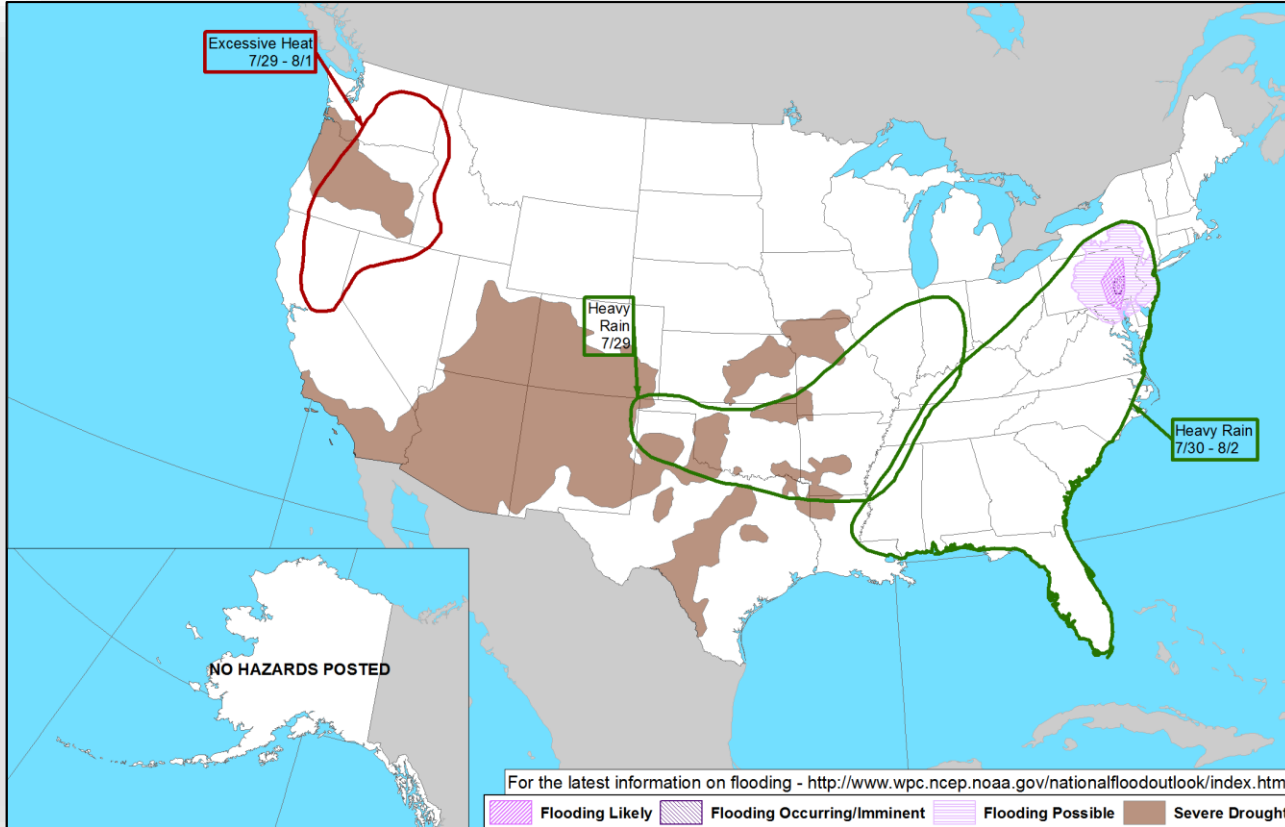 Excessive Heat
7/29 - 8/1
Heavy
Rain
7/29
Heavy Rain
7/30 - 8/2
NO HAZARDS POSTED
For the latest information on flooding - http://www.wpc.ncep.noaa.gov/nationalfloodoutlook/index.htm
Flooding Likely Flooding Occurring/Imminent Flooding Possible Severe Drough